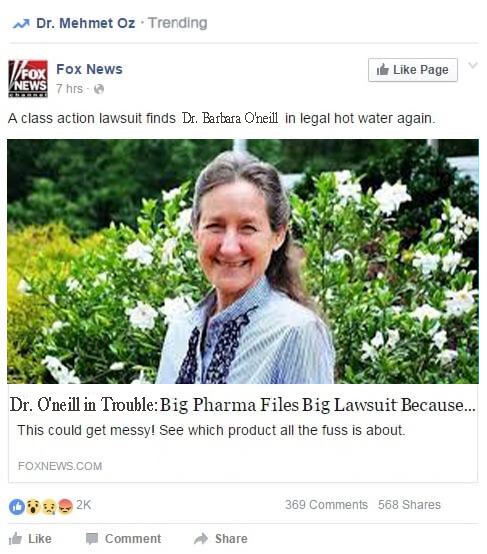 Dr. Mehmet Oz · Trending
FOX
NEWS
channel
Fox News
7 hrs ·
Like Page
A class action lawsuit finds Dr. Barbara O'neill in legal hot water again.
Dr. O'neill in Trouble: Big Pharma Files Big Lawsuit Because...
This could get messy! See which product all the fuss is about.
FOXNEWS.COM
2K
369 Comments 568 Shares
Like Comment Share